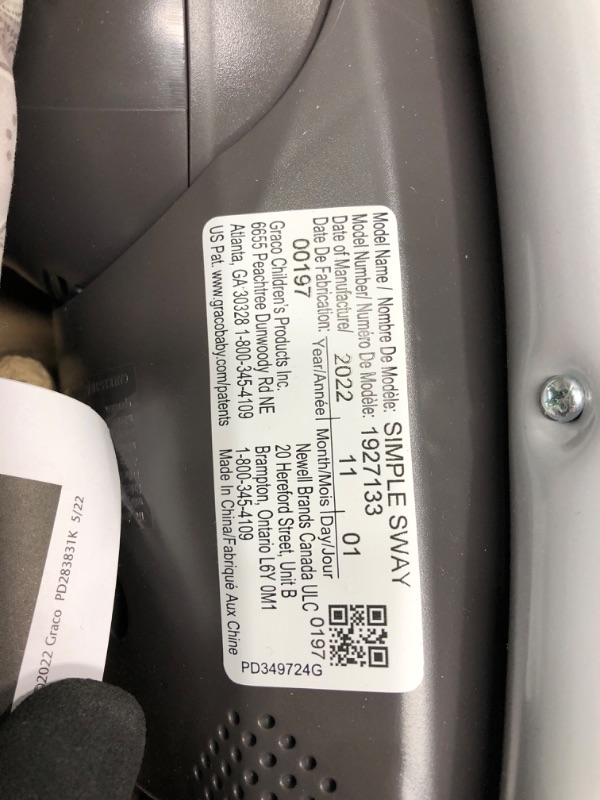 Model Name / Nombre De Modèle: SIMPLE SWAY
Model Number/ Numéro De Modèle: 1927133
Date of Manufacture/ 2022 11 01
Date De Fabrication: Year/Année Month/Mois Day/Jour
00197
Graco Children's Products Inc.
6655 Peachtree Dunwoody Rd NE
Atlanta, GA 30328 1-800-345-4109
US Pat. www.gracobaby.com/patents
Newell Brands Canada ULC
20 Hereford Street, Unit B
Brampton, Ontario L6Y 0M1
1-800-345-4109
Made In China/Fabriqué Aux Chine
0197
PD349724G
2022 Graco PD283831K 5/22